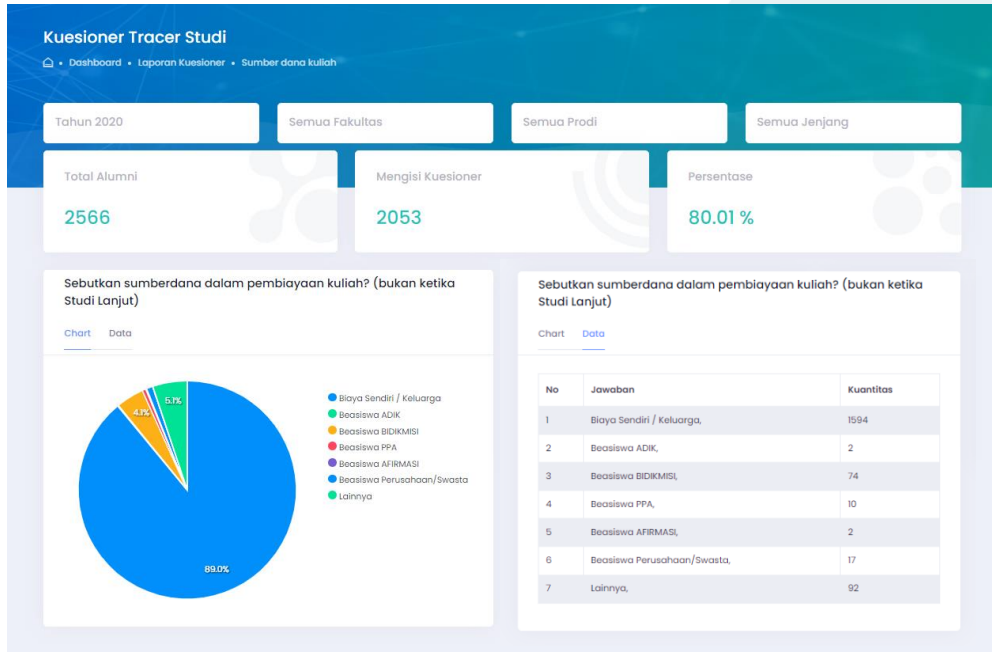 Kuesioner Tracer Studi
Dashboard • Laporan Kuesioner • Sumber dana kuliah
Tahun 2020
Semua Fakultas
Semua Prodi
Semua Jenjang
Total Alumni
2566
Mengisi Kuesioner
2053
Persentase
80.01 %
Sebutkan sumberdana dalam pembiayaan kuliah? (bukan ketika
Studi Lanjut)
Chart Data
5.1%
4.1%
89.0%
Biaya Sendiri / Keluarga
Beasiswa ADIK
Beasiswa BIDIKMISI
Beasiswa PPA
Beasiswa AFIRMASI
Beasiswa Perusahaan/Swasta
Lainnya
Sebutkan sumberdana dalam pembiayaan kuliah? (bukan ketika
Studi Lanjut)
Chart Data
No Jawaban Kuantitas
1 Biaya Sendiri / Keluarga, 1594
2 Beasiswa ADIK, 2
3 Beasiswa BIDIKMISI, 74
4 Beasiswa PPA, 10
5 Beasiswa AFIRMASI, 2
6 Beasiswa Perusahaan/Swasta, 17
7 Lainnya, 92